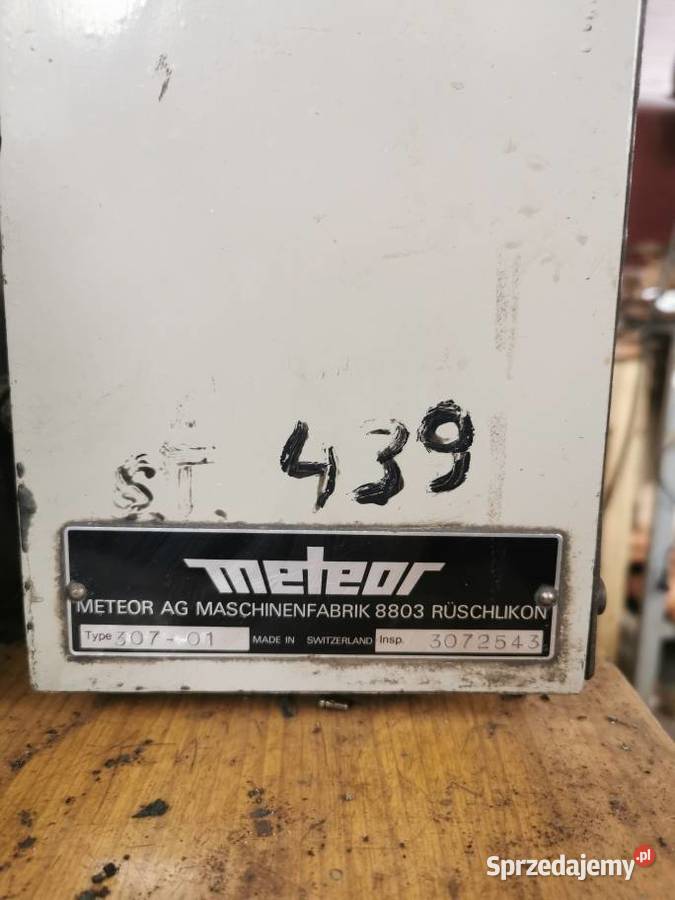 ST. 439
meteor
METEOR AG MASCHINENFABRIK 8803 RÜSCHLIKON
Type 307-01 MADE IN SWITZERLAND Insp. 3072543
Sprzedajemy.pl